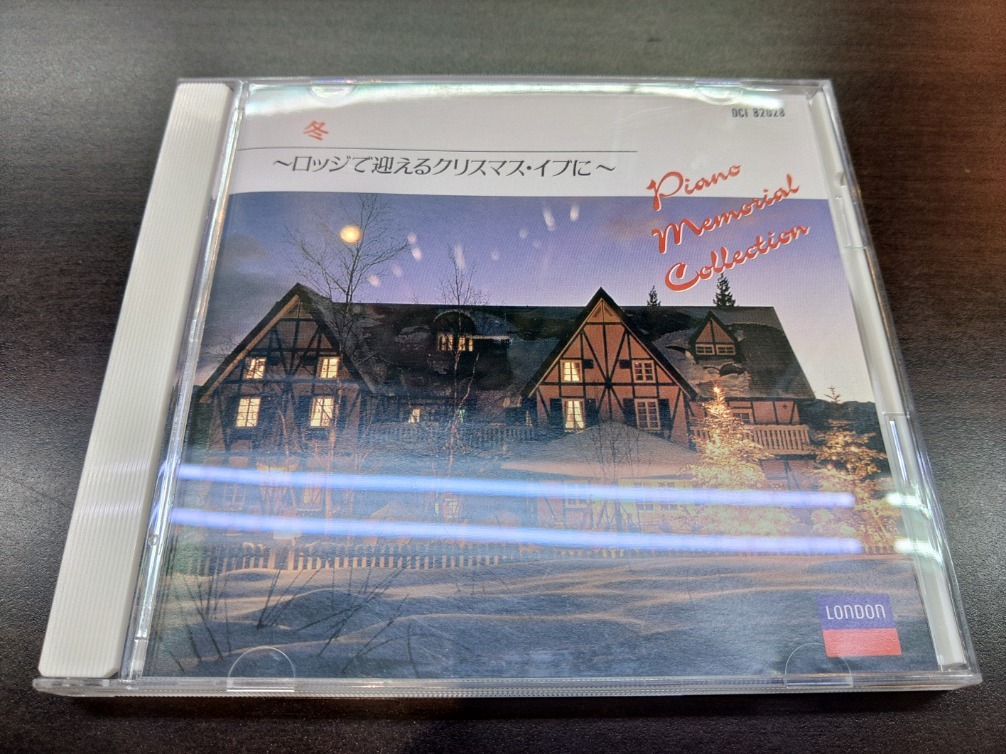 DCI 82028
冬
～ロッジで迎えるクリスマス・イブに～
Piano
Memorial
Collection
LONDON